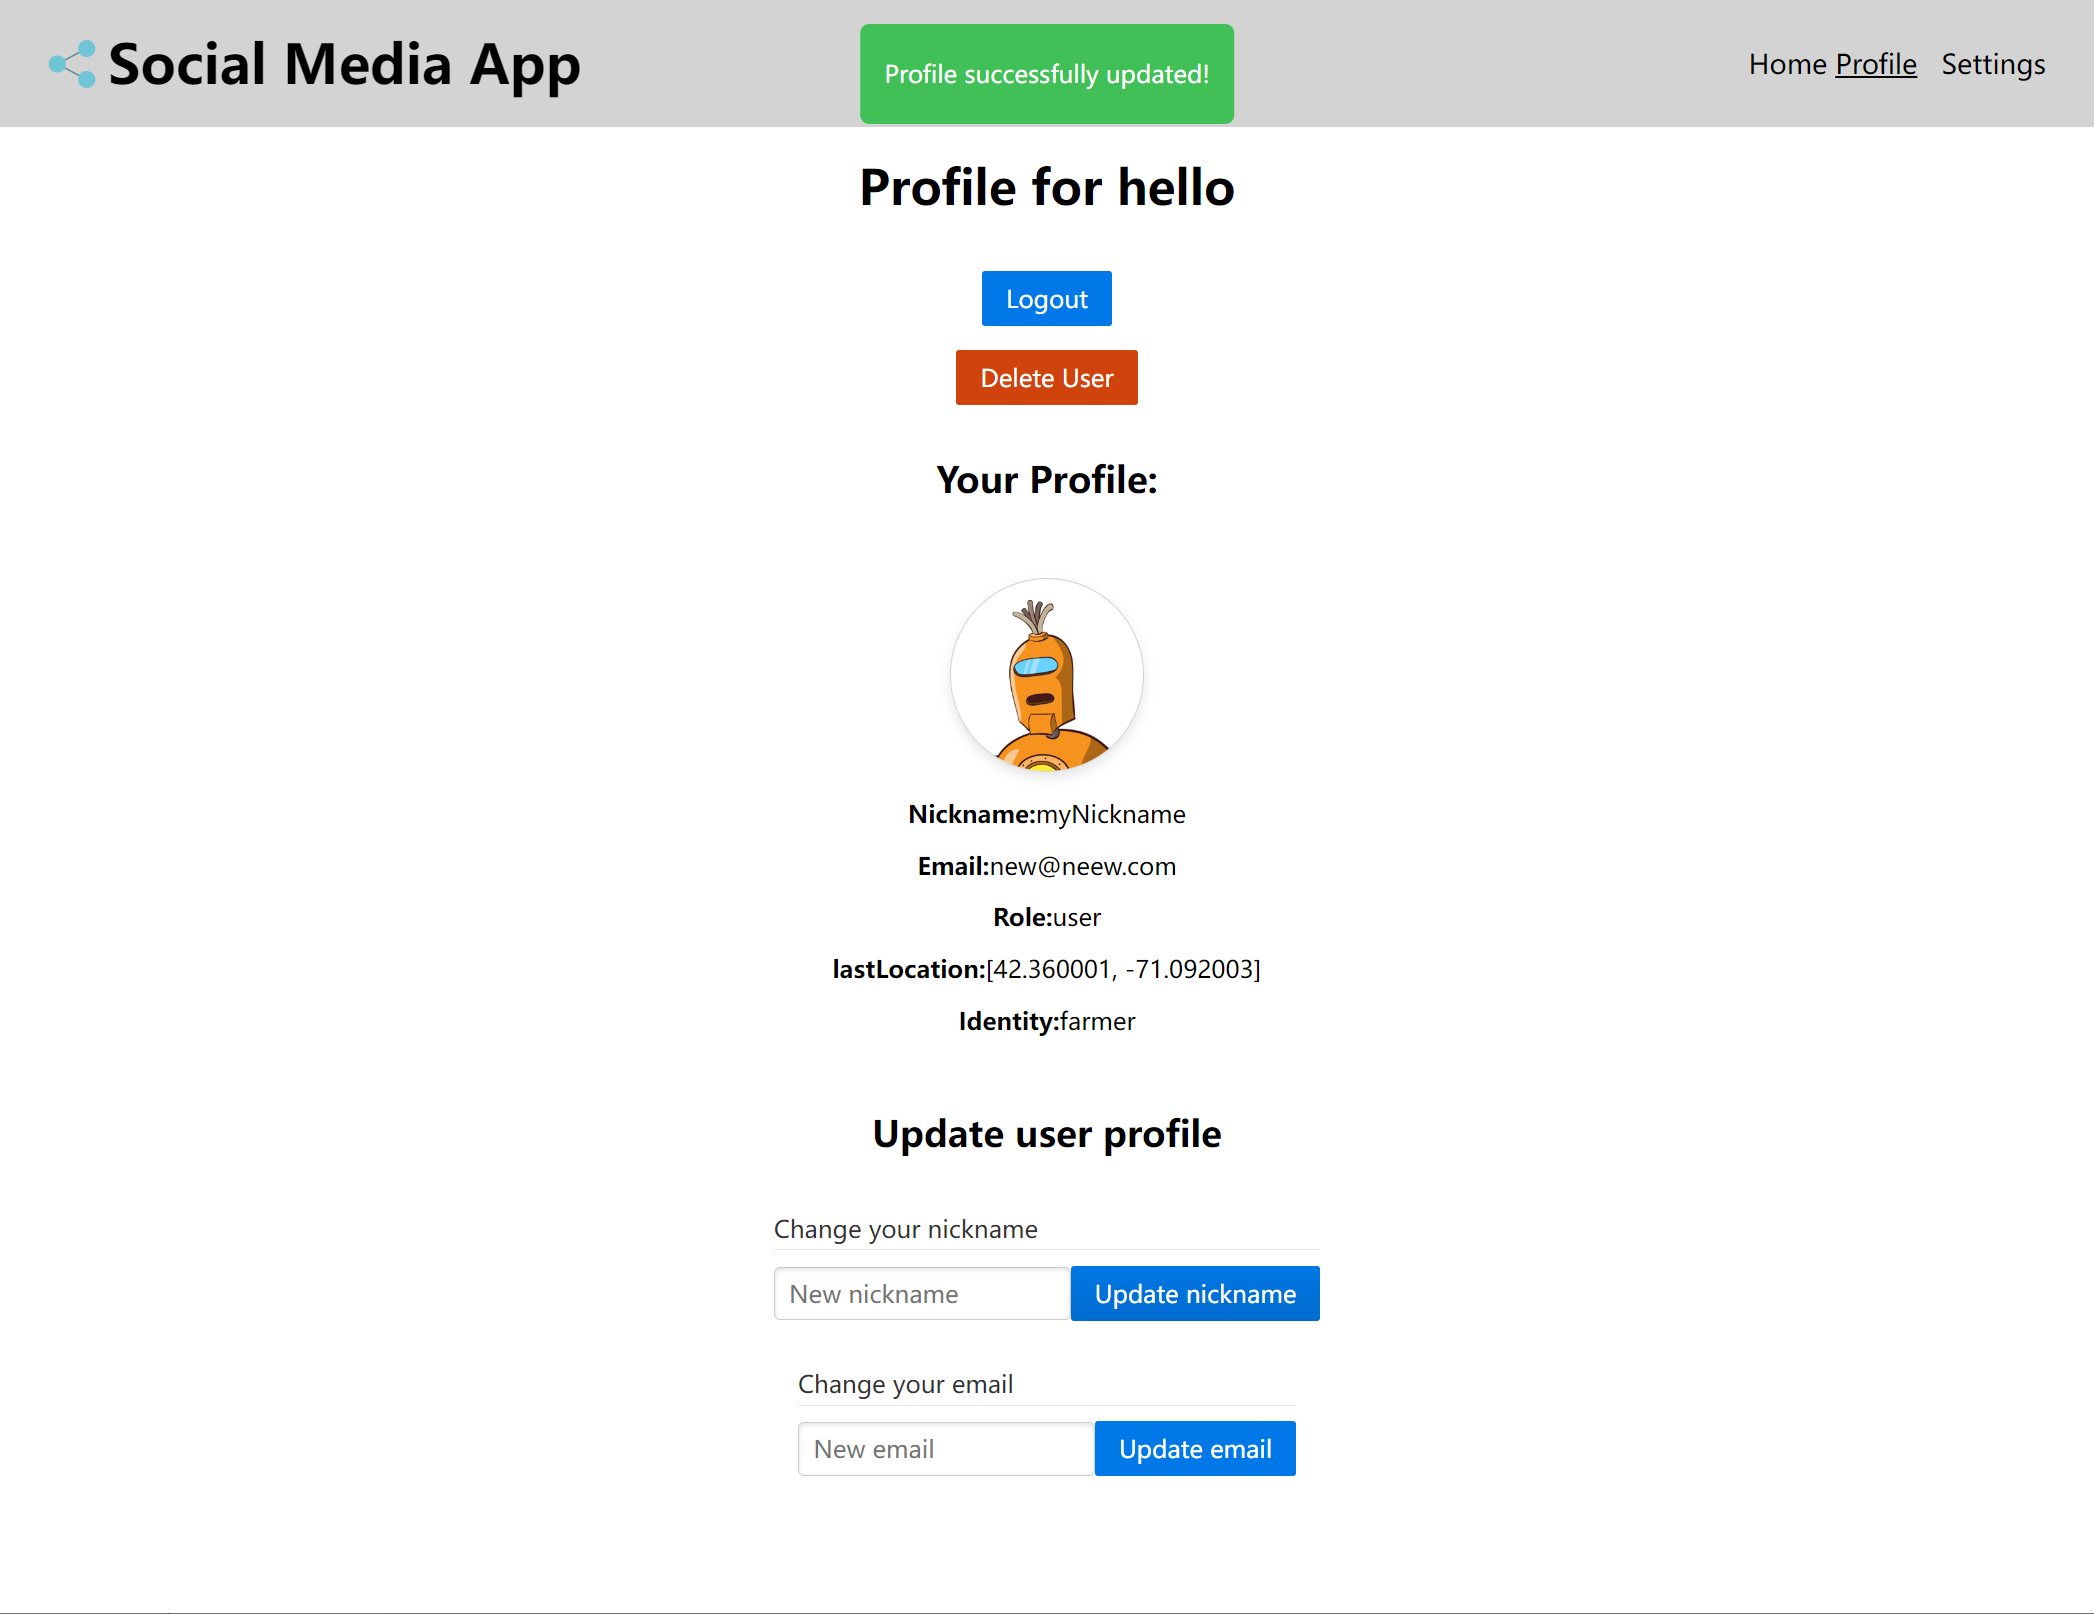 Social Media App
Profile successfully updated!
Home Profile Settings
Profile for hello
Logout
Delete User
Your Profile:
Nickname:myNickname
Email:new@neew.com
Role:user
lastLocation:[42.360001, -71.092003]
Identity:farmer
Update user profile
Change your nickname
New nickname Update nickname
Change your email
New email Update email